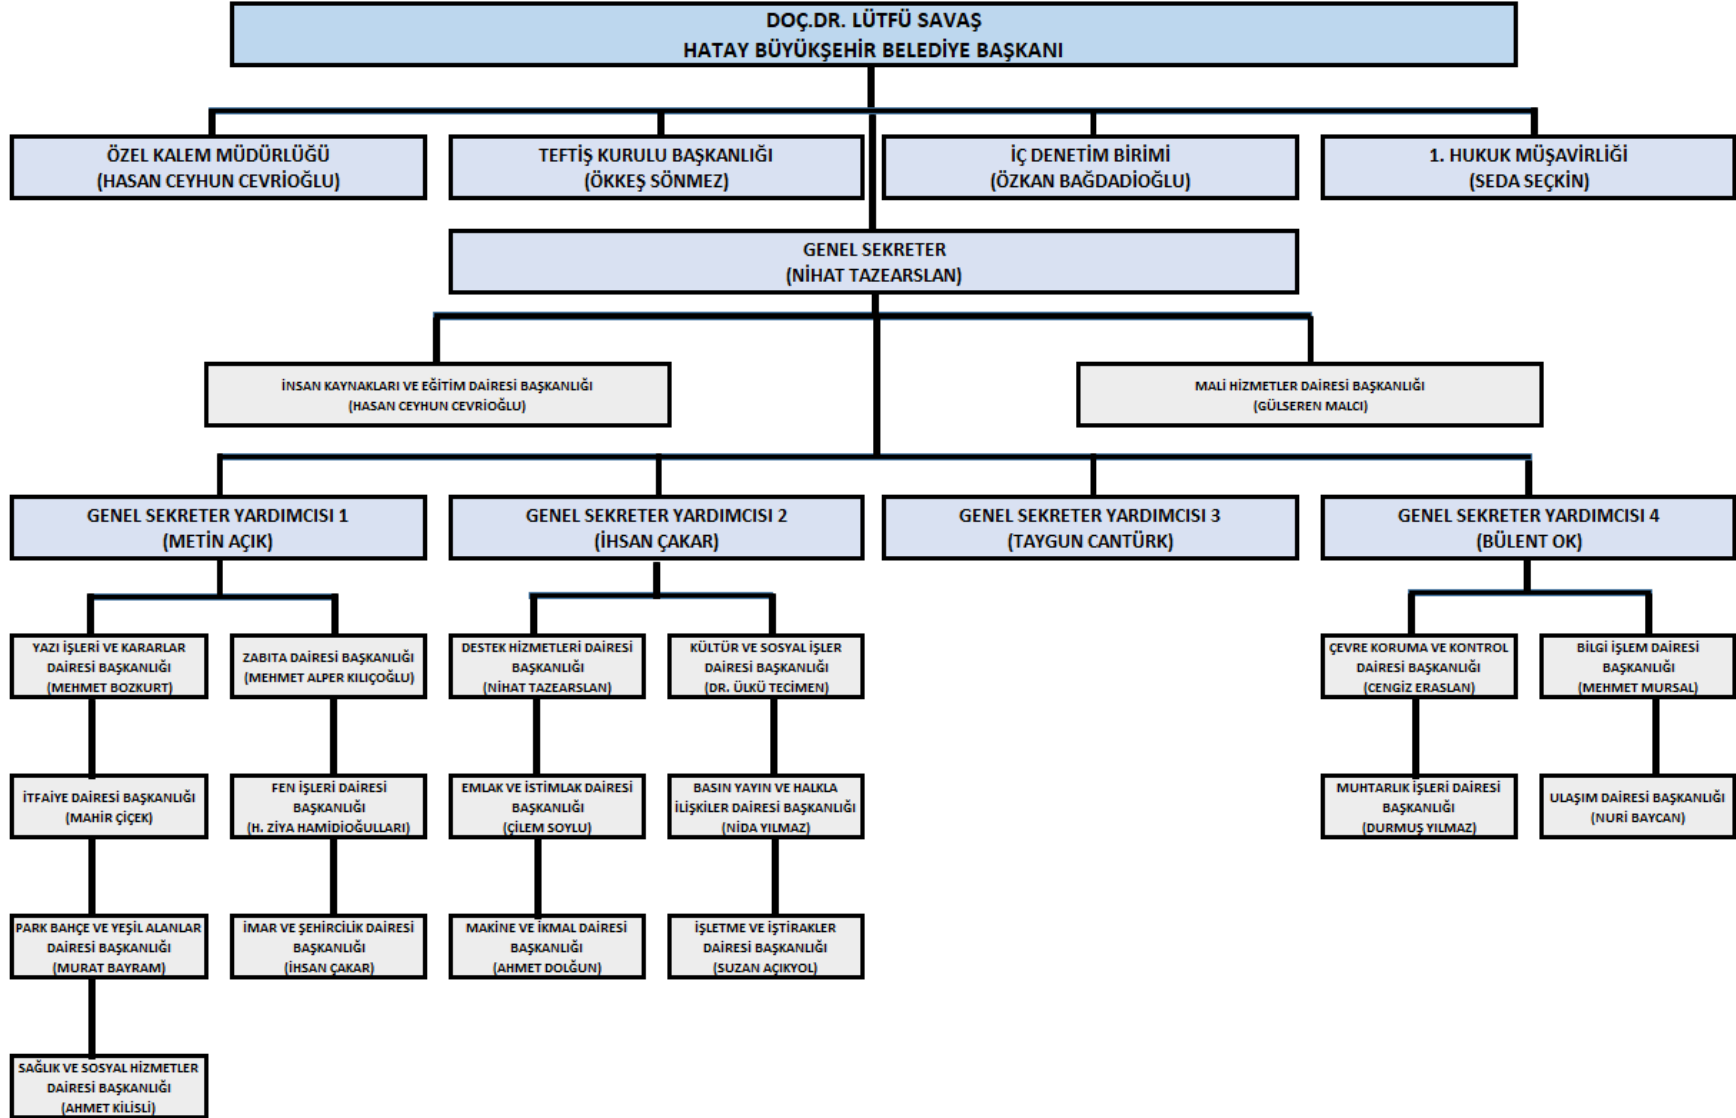 DOÇ.DR. LÜTFÜ SAVAŞ
HATAY BÜYÜKŞEHİR BELEDİYE BAŞKANI
ÖZEL KALEM MÜDÜRLÜĞÜ
(HASAN CEYHUN CEVRİOĞLU)
TEFTİŞ KURULU BAŞKANLIĞI
(ÖKKEŞ SÖNMEZ)
İÇ DENETİM BİRİMİ
(ÖZKAN BAĞDADİOĞLU)
1. HUKUK MÜŞAVİRLİĞİ
(SEDA SEÇKİN)
GENEL SEKRETER
(NİHAT TAZEARSLAN)
İNSAN KAYNAKLARI VE EĞİTİM DAİRESİ BAŞKANLIĞI
(HASAN CEYHUN CEVRİOĞLU)
MALİ HİZMETLER DAİRESİ BAŞKANLIĞI
(GÜLSEREN MALCI)
GENEL SEKRETER YARDIMCISI 1
(METİN AÇIK)
GENEL SEKRETER YARDIMCISI 2
(İHSAN ÇAKAR)
GENEL SEKRETER YARDIMCISI 3
(TAYGUN CANTÜRK)
GENEL SEKRETER YARDIMCISI 4
(BÜLENT OK)
YAZI İŞLERİ VE KARARLAR
DAİRESİ BAŞKANLIĞI
(MEHMET BOZKURT)
ZABITA DAİRESİ BAŞKANLIĞI
(MEHMET ALPER KILIÇOĞLU)
DESTEK HİZMETLERİ DAİRESİ
BAŞKANLIĞI
(NİHAT TAZEARSLAN)
KÜLTÜR VE SOSYAL İŞLER
DAİRESİ BAŞKANLIĞI
(DR. ÜLKÜ TECİMEN)
ÇEVRE KORUMA VE KONTROL
DAİRESİ BAŞKANLIĞI
(CENGİZ ERASLAN)
BİLGİ İŞLEM DAİRESİ
BAŞKANLIĞI
(MEHMET MURSAL)
İTFAİYE DAİRESİ BAŞKANLIĞI
(MAHİR ÇİÇEK)
FEN İŞLERİ DAİRESİ
BAŞKANLIĞI
(H. ZİYA HAMİDİOĞULLARI)
EMLAK VE İSTİMLAK DAİRESİ
BAŞKANLIĞI
(ÇİLEM SOYLU)
BASIN YAYIN VE HALKLA
İLİŞKİLER DAİRESİ BAŞKANLIĞI
(NİDA YILMAZ)
MUHTARLIK İŞLERİ DAİRESİ
BAŞKANLIĞI
(DURMUŞ YILMAZ)
ULAŞIM DAİRESİ BAŞKANLIĞI
(NURİ BAYCAN)
PARK BAHÇE VE YEŞİL ALANLAR
DAİRESİ BAŞKANLIĞI
(MURAT BAYRAM)
İMAR VE ŞEHİRCİLİK DAİRESİ
BAŞKANLIĞI
(İHSAN ÇAKAR)
MAKİNE VE İKMAL DAİRESİ
BAŞKANLIĞI
(AHMET DOLĞUN)
İŞLETME VE İŞTİRAKLER
DAİRESİ BAŞKANLIĞI
(SUZAN AÇIKYOL)
SAĞLIK VE SOSYAL HİZMETLER
DAİRESİ BAŞKANLIĞI
(AHMET KİLİSLİ)